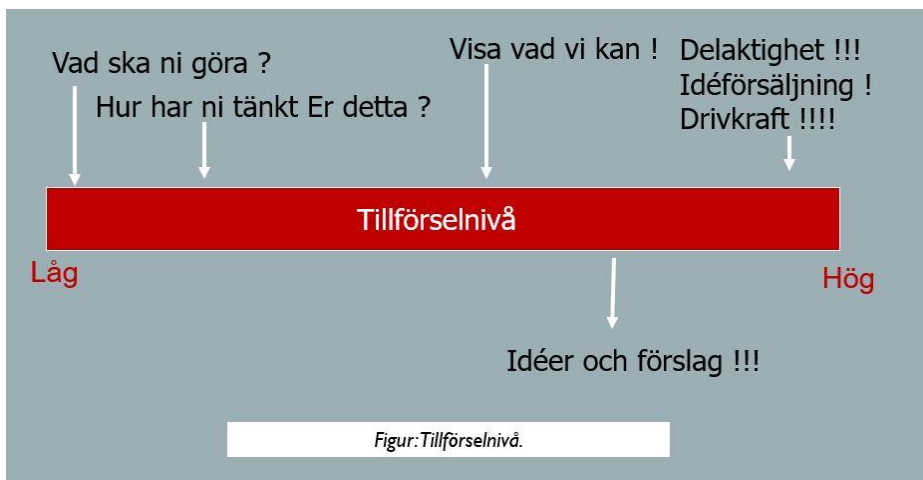 Vad ska ni göra ?
Hur har ni tänkt Er detta ?
Visa vad vi kan !
Delaktighet !!!
Idéförsäljning !
Drivkraft !!!!
Tillförselnivå
Låg
Hög
Idéer och förslag !!!
Figur:Tillförselnivå.